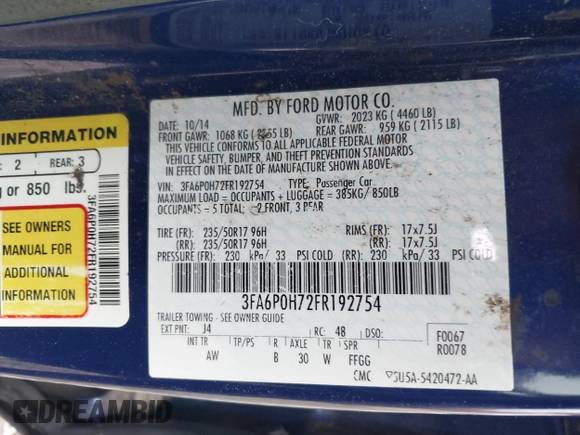 INFORMATION
2
REAR: 3
or 850 lbs.
SEE OWNERS
MANUAL FOR
ADDITIONAL
INFORMATION
3FA6P0H72FR192754
MFD. BY FORD MOTOR CO.
DATE: 10/14 GVWR: 2023 KG ( 4460 LB)
FRONT GAWR: 1068 KG ( LB) REAR GAWR: 959 KG ( 2115 LB)
THIS VEHICLE CONFORMS TO ALL APPLICABLE FEDERAL MOTOR
VEHICLE SAFETY, BUMPER, AND THEFT PREVENTION STANDARDS
IN EFFECT ON THE DATE OF MANUFACTURE SHOWN ABOVE.
VIN: 3FA6P0H72FR192754 TYPE: Passenger Car
MAXIMUM LOAD = OCCUPANTS + LUGGAGE = 385KG/ 850LB
OCCUPANTS = 5 TOTAL: 2 FRONT, 3 REAR
TIRE (FR): 235/50R17 96H RIMS (FR): 17x7.5J
(RR): 235/50R17 96H (RR): 17x7.5J
PRESSURE (FR): 230 kPa/ 33 PSI COLD (RR): 230 kPa/ 33 PSI COLD
3FA6P0H72FR192754
TRAILER TOWING - SEE OWNER GUIDE
EXT PNT: J4 RC: 48 DSO: F0067
R0078
INT TR TP/PS R AXLE TR SPR
AW B 30 W FFGG
CMC 5U5A-5420472-AA
DREAMBID